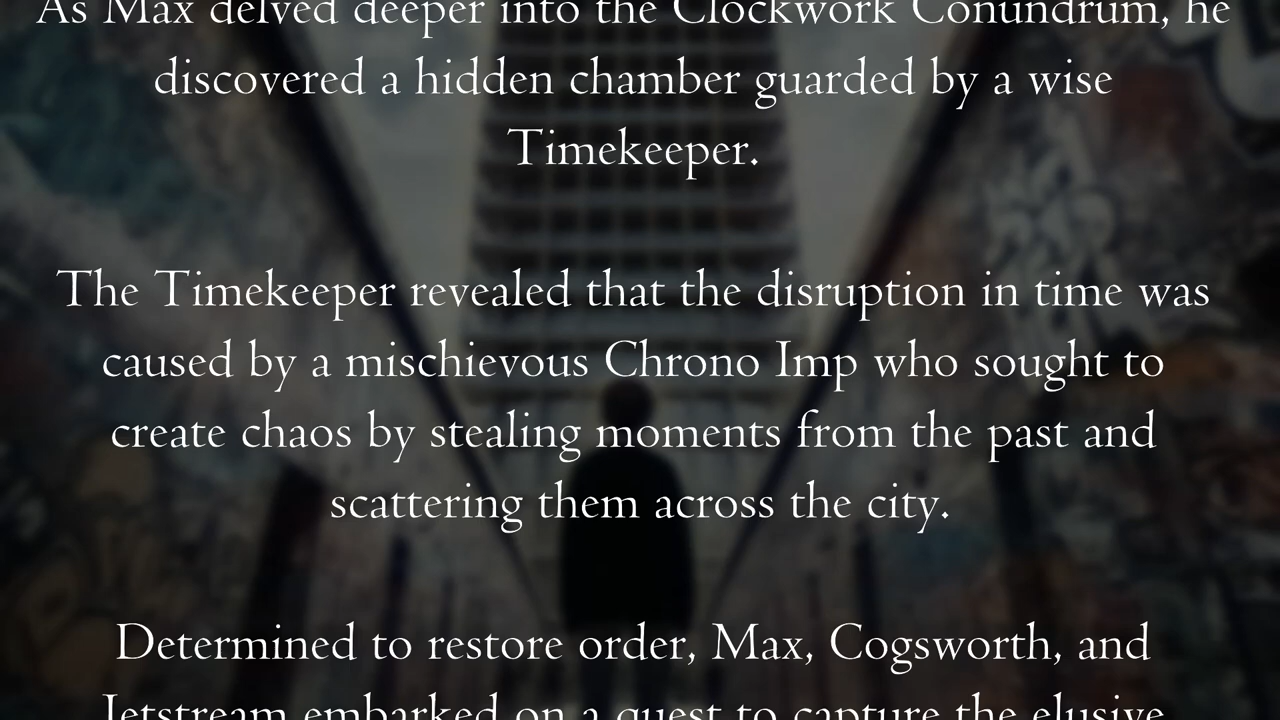 As Max delved deeper into the Clockwork Conundrum, he
discovered a hidden chamber guarded by a wise
Timekeeper.
The Timekeeper revealed that the disruption in time was
caused by a mischievous Chrono Imp who sought to
create chaos by stealing moments from the past and
scattering them across the city.
Determined to restore order, Max, Cogsworth, and
Jetstream embarked on a quest to capture the elusive